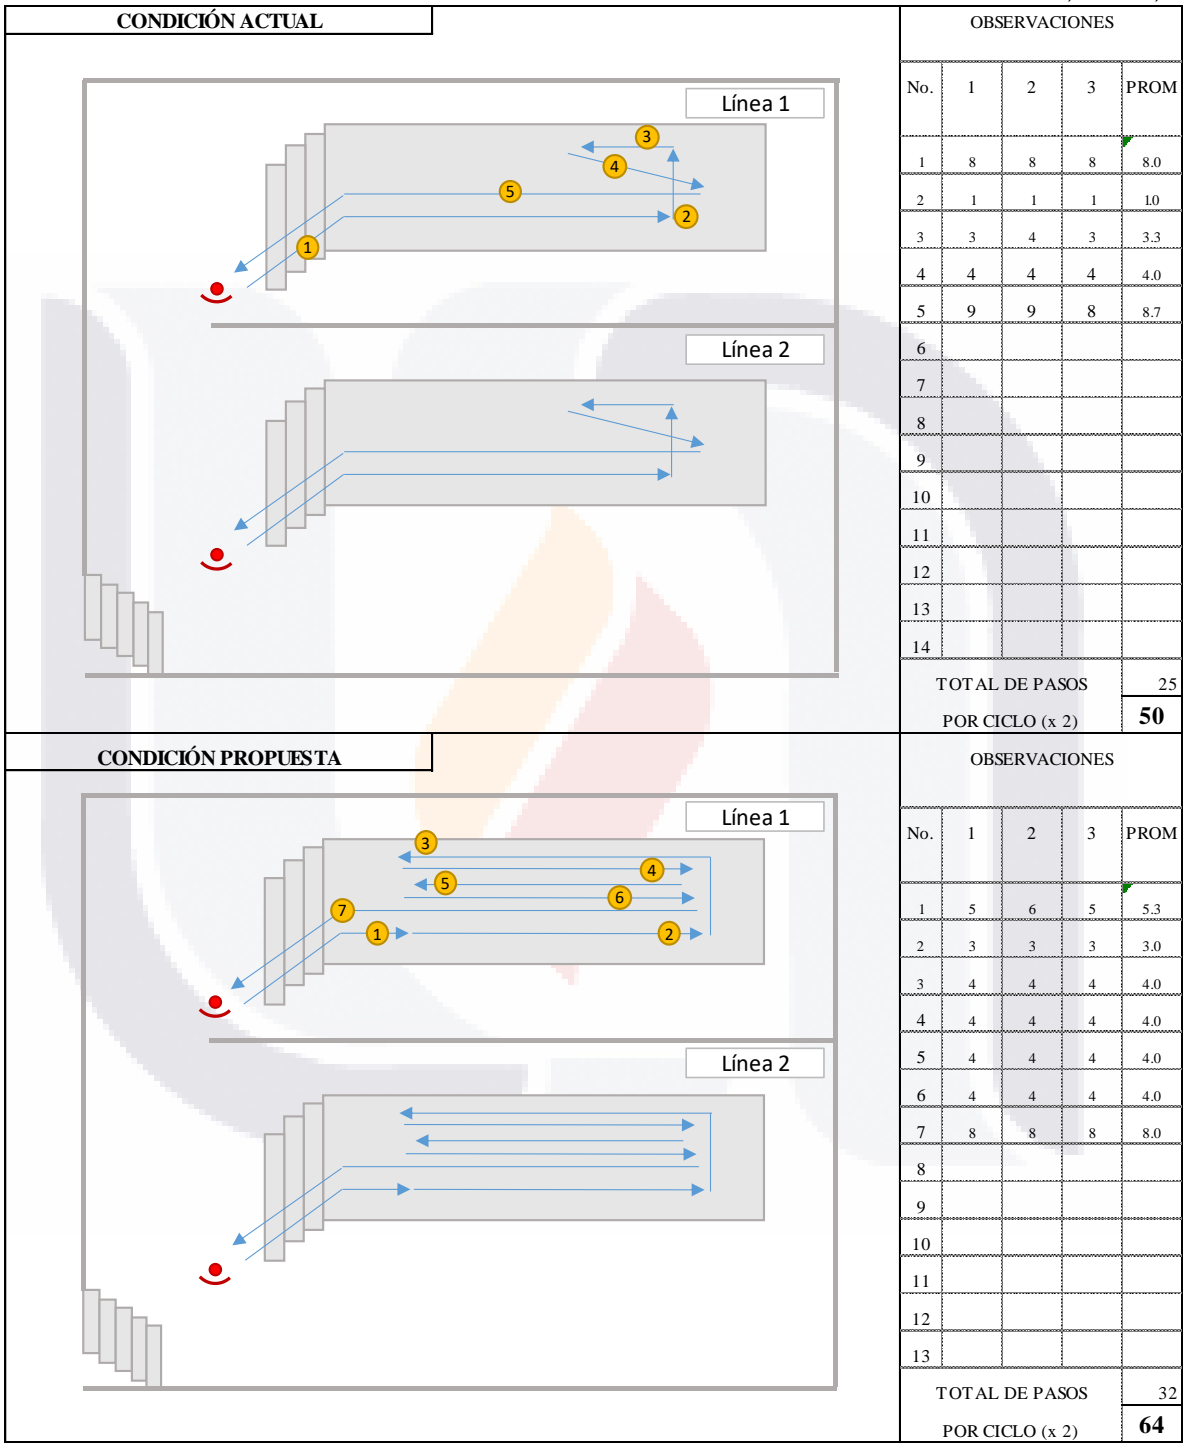 CONDICIÓN ACTUAL
OBSERVACIONES
No. 1 2 3 PROM
1 8 8 8 8.0
2 1 1 1 1.0
3 3 4 3 3.3
4 4 4 4 4.0
5 9 9 8 8.7
6
7
8
9
10
11
12
13
14
TOTAL DE PASOS 25
POR CICLO (x 2) 50
Línea 1
3
4
5
2
1
Línea 2
CONDICIÓN PROPUESTA
OBSERVACIONES
No. 1 2 3 PROM
1 5 6 5 5.3
2 3 3 3 3.0
3 4 4 4 4.0
4 4 4 4 4.0
5 4 4 4 4.0
6 4 4 4 4.0
7 8 8 8 8.0
8
9
10
11
12
13
TOTAL DE PASOS 32
POR CICLO (x 2) 64
Línea 1
3
4
5
6
7
1 2
Línea 2